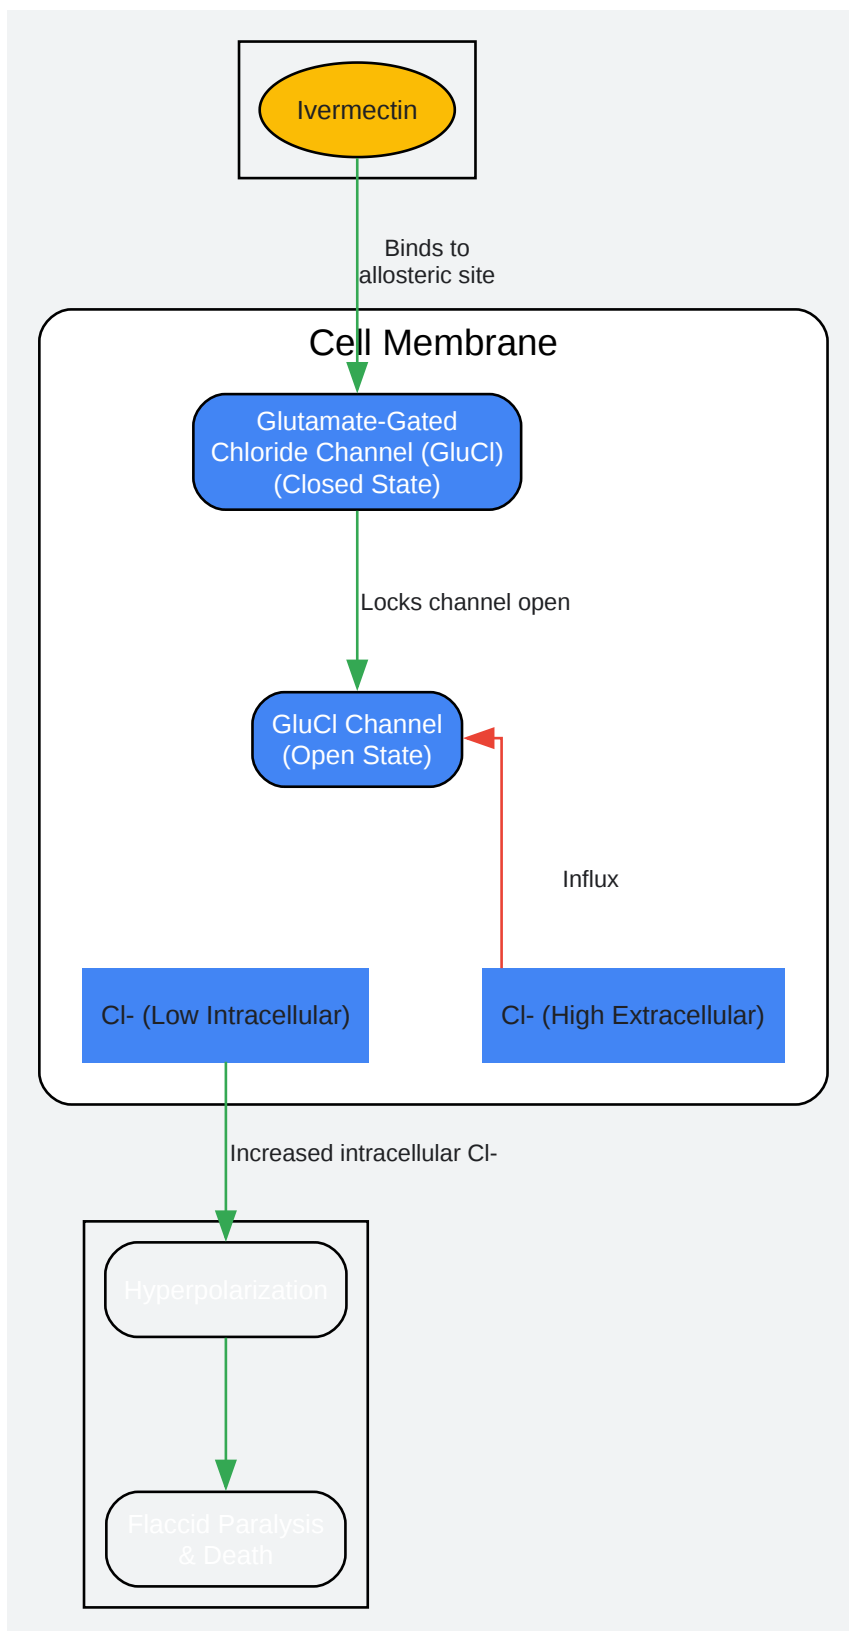 Ivermectin
Binds to
allosteric site
Cell Membrane
Glutamate-Gated
Chloride Channel (GluCl)
(Closed State)
Locks channel open
GluCl Channel
(Open State)
Influx
Cl- (Low Intracellular)
Cl- (High Extracellular)
Increased intracellular Cl-
Hyperpolarization
Flaccid Paralysis
& Death